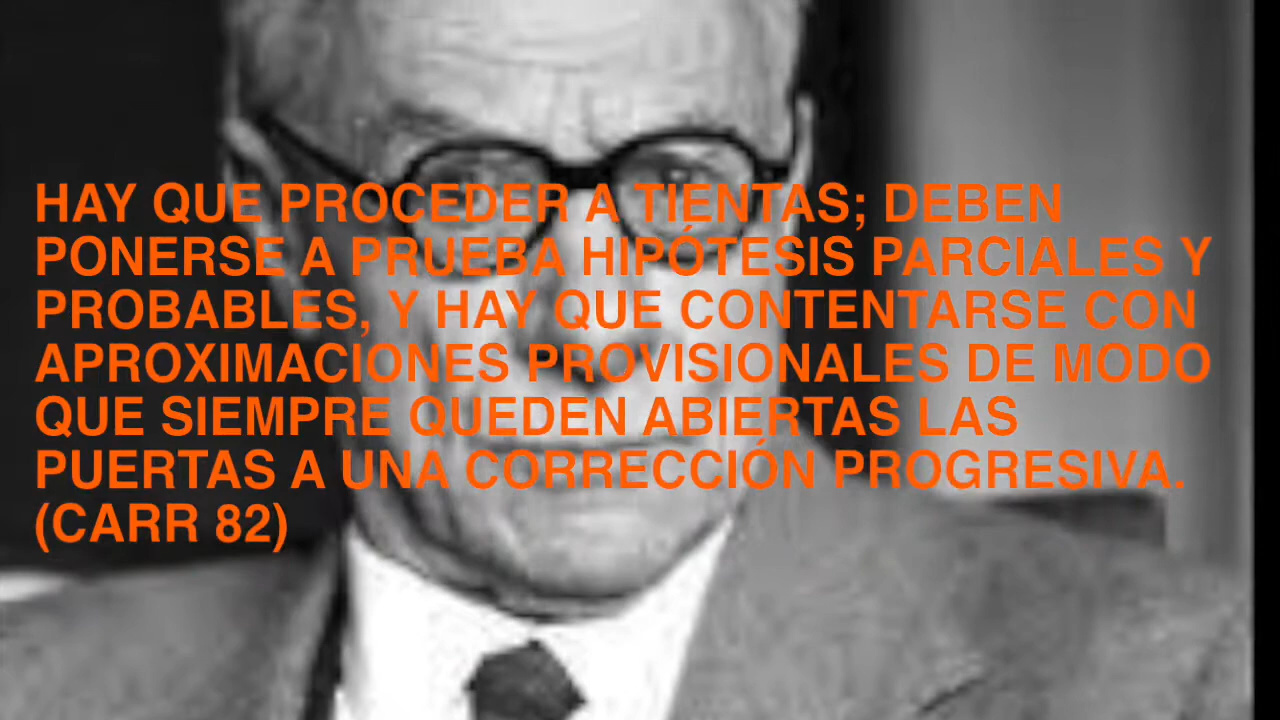 HAY QUE PROCEDER A TIENTAS; DEBEN
PONERSE A PRUEBA HIPÓTESIS PARCIALES Y
PROBABLES, Y HAY QUE CONTENTARSE CON
APROXIMACIONES PROVISIONALES DE MODO
QUE SIEMPRE QUEDEN ABIERTAS LAS
PUERTAS A UNA CORRECCIÓN PROGRESIVA.
(CARR 82)